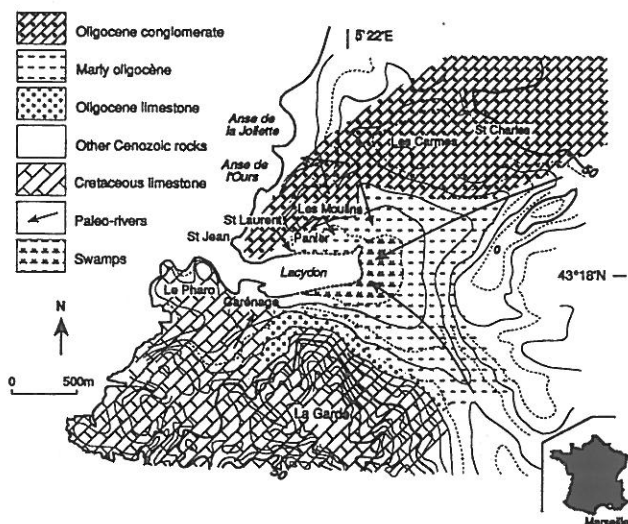 Oligocene conglomerate
Marly oligocène
Oligocene limestone
Other Cenozoic rocks
Cretaceous limestone
Paleo-rivers
Swamps
N
0 500m
5°22'E
Anse de
la Joliette
Anse de
l'Ours
Les Carmes
St Charles
50
St Laurent
Les Moulins
St Jean
Panier
Lacydon
0
43°18'N
Le Pharo
Carénage
La Garde
50
Marseille